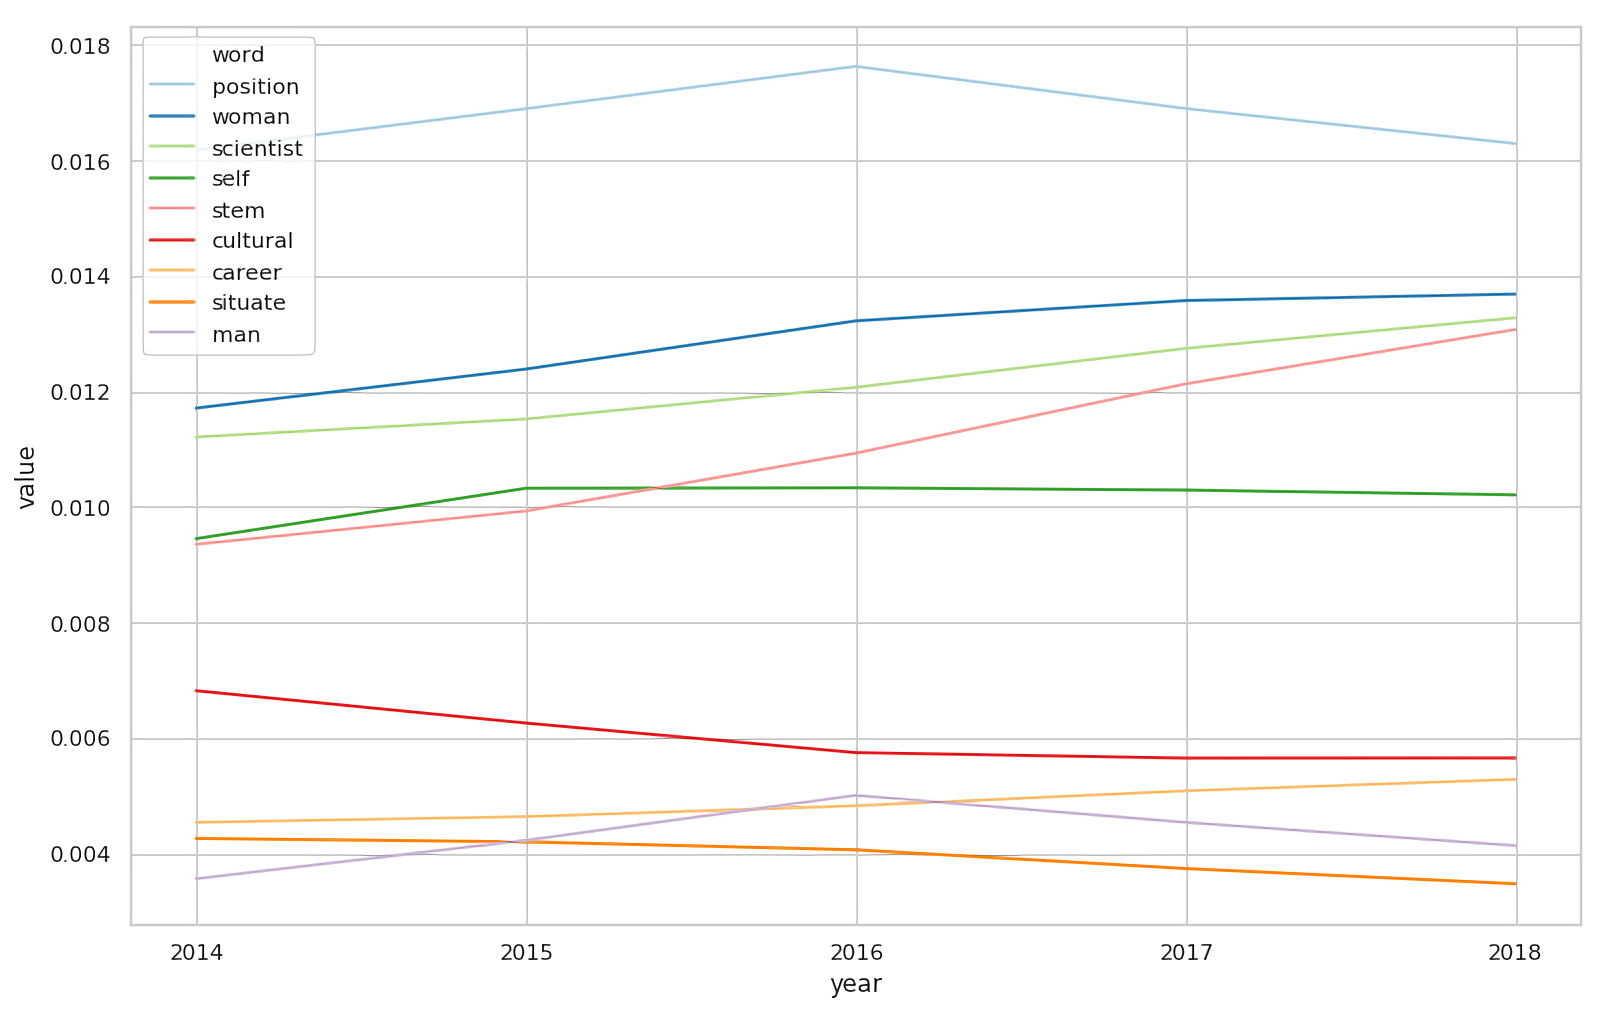 0.018
0.016
0.014
0.012
0.010
0.008
0.006
0.004
value
word
position
woman
scientist
self
stem
cultural
career
situate
man
2014 2015 2016 2017 2018
year